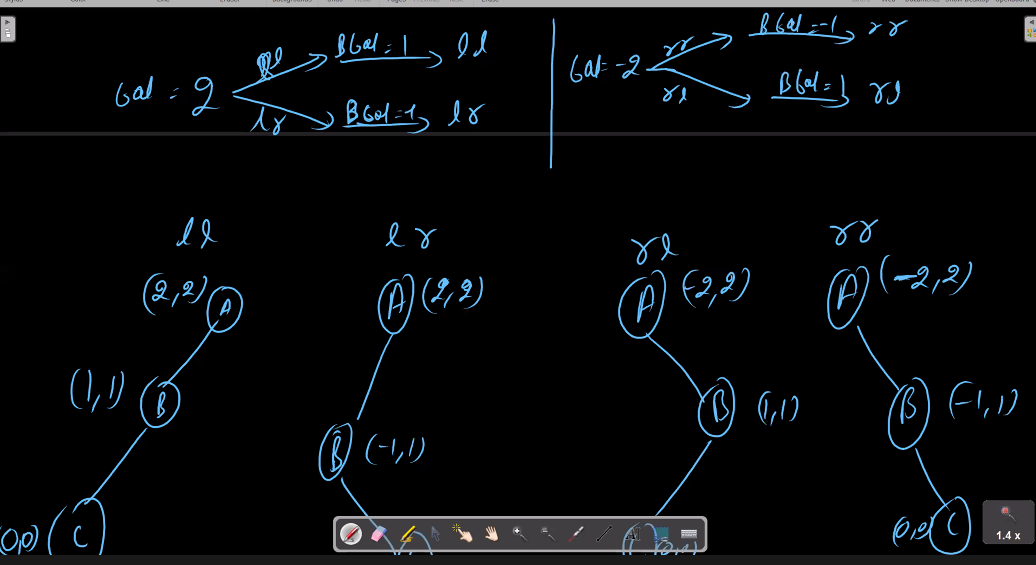 Bal = 2
ll
BBal = 1
ll
lr
BBal = -1
lr
Bal = -2
rr
BBal = -1
rr
rl
BBal = 1
rl
ll
lr
rl
rr
(2,2) A
A (2,2)
A (-2,2)
A (-2,2)
(1,1) B
B (-1,1)
B (1,1)
B (-1,1)
(0,0) C
(0,0) C
1.4 x